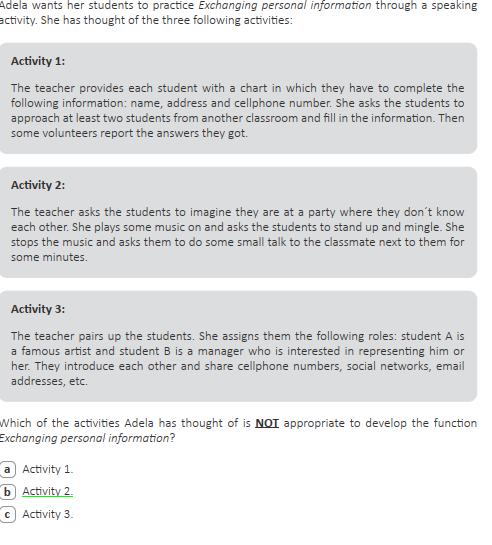 Adela wants her students to practice Exchanging personal information through a speaking
activity. She has thought of the three following activities:
Activity 1:
The teacher provides each student with a chart in which they have to complete the
following information: name, address and cellphone number. She asks the students to
approach at least two students from another classroom and fill in the information. Then
some volunteers report the answers they got.
Activity 2:
The teacher asks the students to imagine they are at a party where they don´t know
each other. She plays some music on and asks the students to stand up and mingle. She
stops the music and asks them to do some small talk to the classmate next to them for
some minutes.
Activity 3:
The teacher pairs up the students. She assigns them the following roles: student A is
a famous artist and student B is a manager who is interested in representing him or
her. They introduce each other and share cellphone numbers, social networks, email
addresses, etc.
Which of the activities Adela has thought of is NOT appropriate to develop the function
Exchanging personal information?
a Activity 1.
b Activity 2.
c Activity 3.